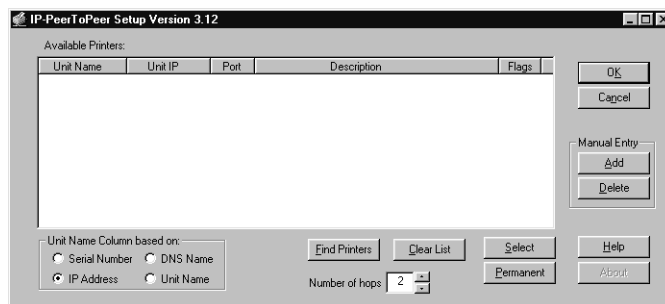 IP-PeerToPeer Setup Version 3.12
Available Printers:
Unit Name Unit IP Port Description Flags
OK
Cancel
Manual Entry
Add
Delete
Unit Name Column based on:
Serial Number DNS Name
IP Address Unit Name
Find Printers Clear List Select Help
Number of hops 2 Permanent About